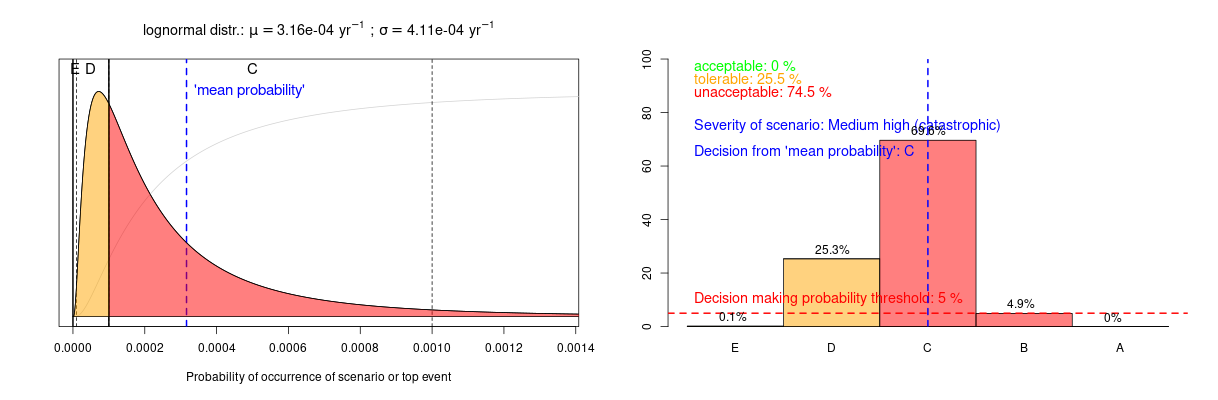 lognormal distr.: μ = 3.16e-04 yr⁻¹ ; σ = 4.11e-04 yr⁻¹
E D C
'mean probability'
0.0000 0.0002 0.0004 0.0006 0.0008 0.0010 0.0012 0.0014
Probability of occurrence of scenario or top event
100
80
60
40
20
0
acceptable: 0 %
tolerable: 25.5 %
unacceptable: 74.5 %
Severity of scenario: Medium high (catastrophic)
69.6%
Decision from 'mean probability': C
25.3%
Decision making probability threshold: 5 %
4.9%
0.1%
0%
E D C B A